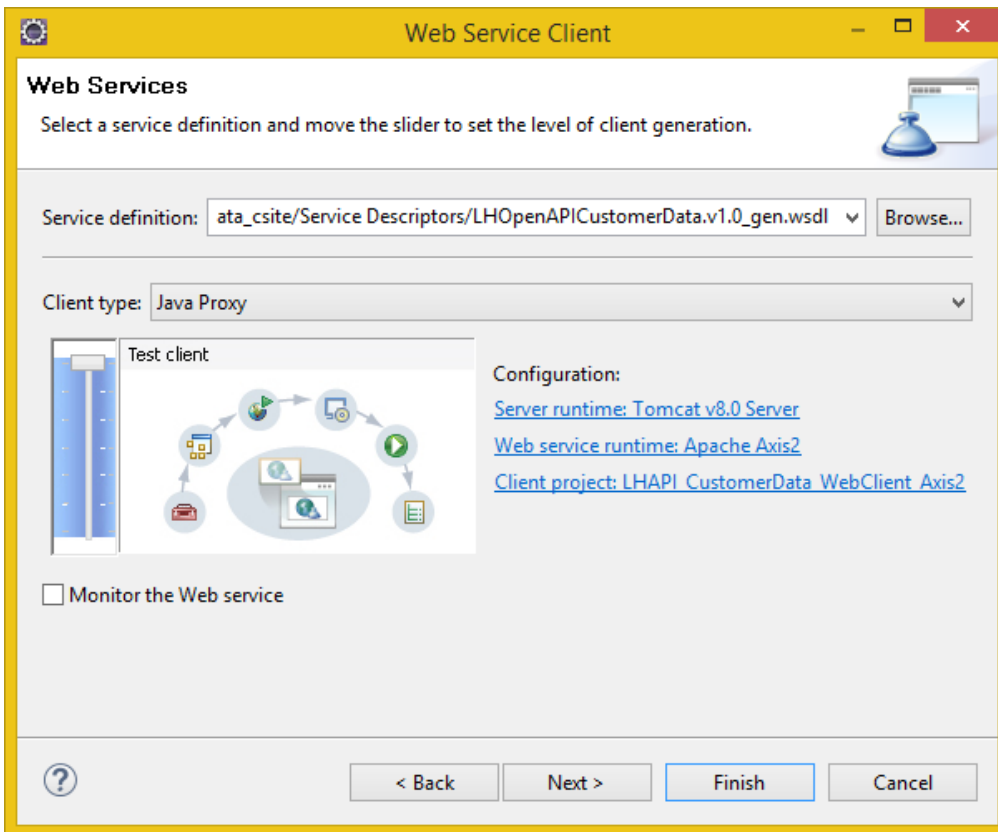 Web Service Client
Web Services
Select a service definition and move the slider to set the level of client generation.
Service definition: ata_csite/Service Descriptors/LHOpenAPICustomerData.v1.0_gen.wsdl Browse...
Client type: Java Proxy
Test client
Configuration:
Server runtime: Tomcat v8.0 Server
Web service runtime: Apache Axis2
Client project: LHAPI_CustomerData_WebClient_Axis2
Monitor the Web service
? < Back Next > Finish Cancel